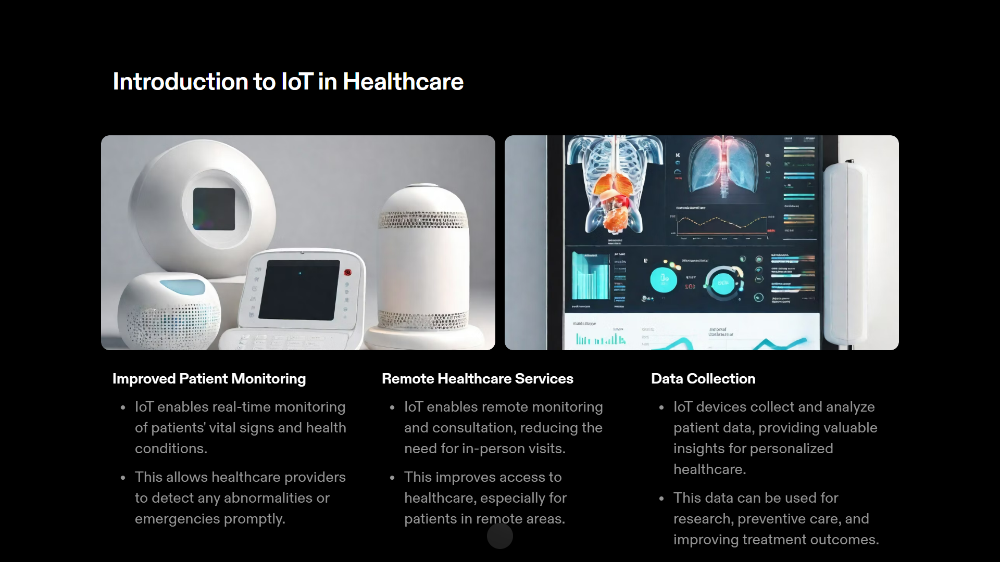 Introduction to IoT in Healthcare
Improved Patient Monitoring
• IoT enables real-time monitoring
of patients' vital signs and health
conditions.
• This allows healthcare providers
to detect any abnormalities or
emergencies promptly.
Remote Healthcare Services
• IoT enables remote monitoring
and consultation, reducing the
need for in-person visits.
• This improves access to
healthcare, especially for
patients in remote areas.
Data Collection
• IoT devices collect and analyze
patient data, providing valuable
insights for personalized
healthcare.
• This data can be used for
research, preventive care, and
improving treatment outcomes.